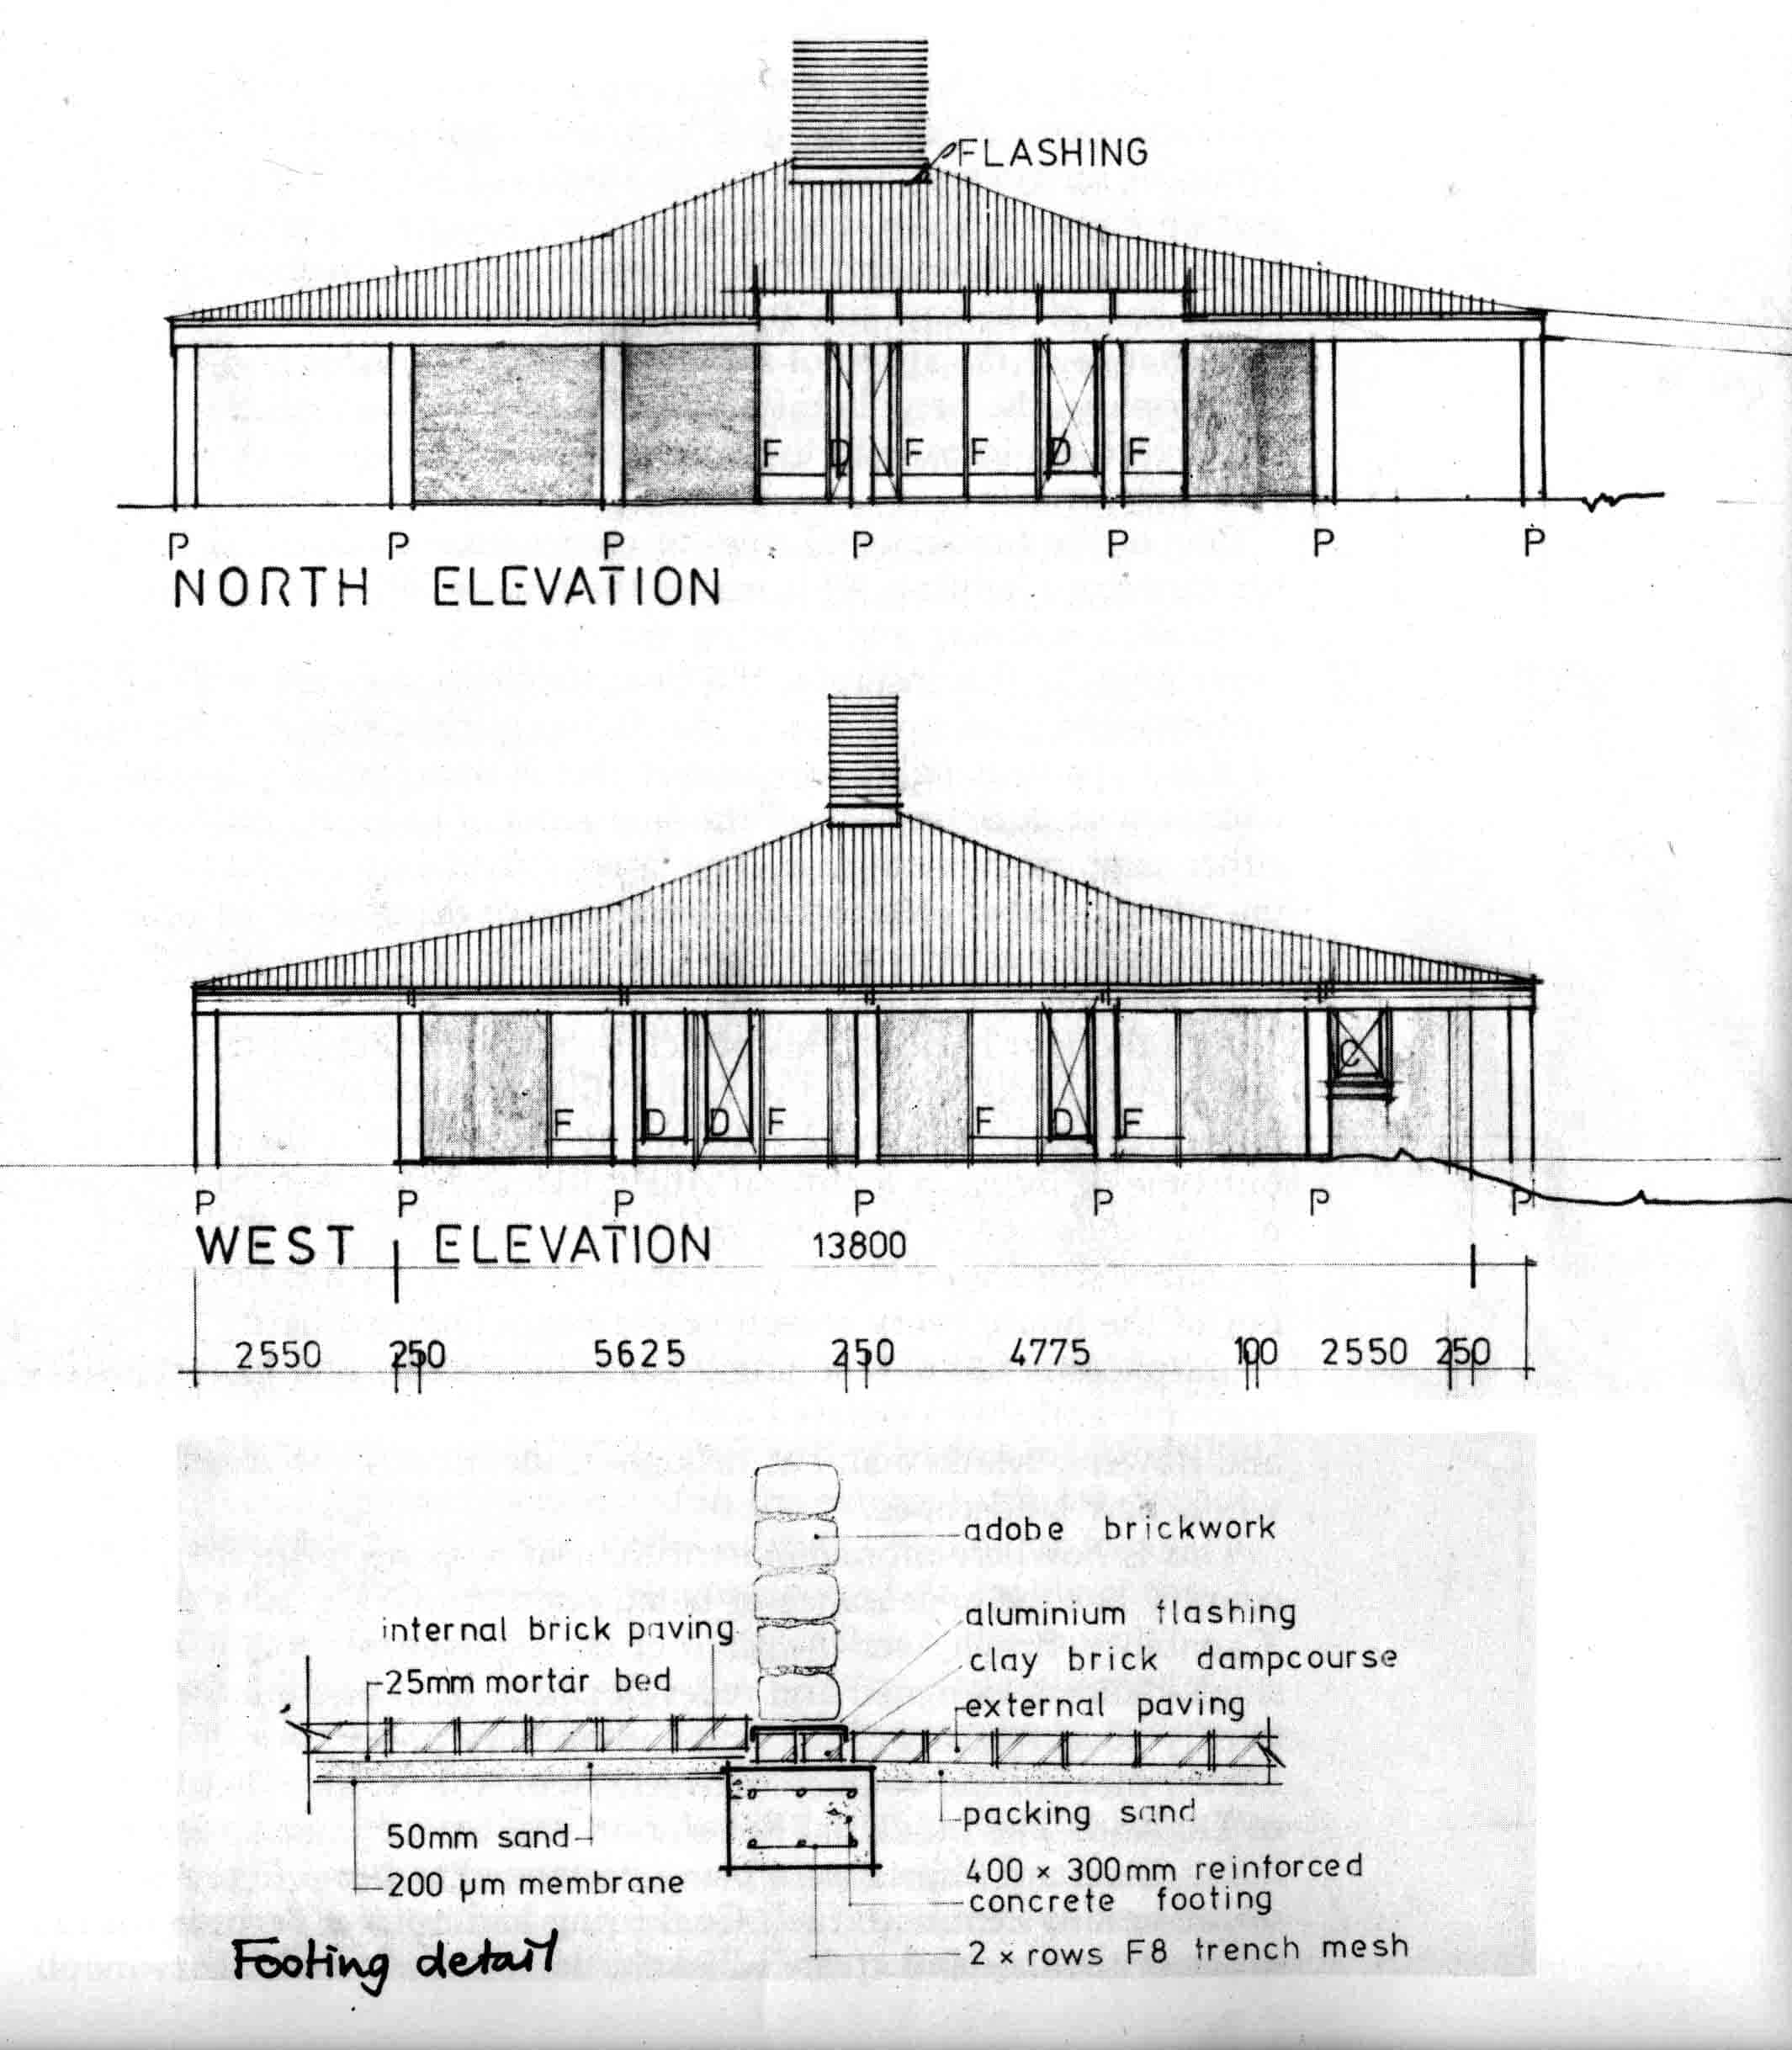 FLASHING
F D F F D F
P P P P P P P
NORTH ELEVATION
C
F D D F F D F
P P P P P P P
WEST ELEVATION 13800
2550 250 5625 250 4775 100 2550 250
adobe brickwork
aluminium flashing
internal brick paving
clay brick dampcourse
25mm mortar bed
external paving
packing sand
50mm sand
400 x 300mm reinforced
concrete footing
200 µm membrane
2 x rows F8 trench mesh
Footing detail